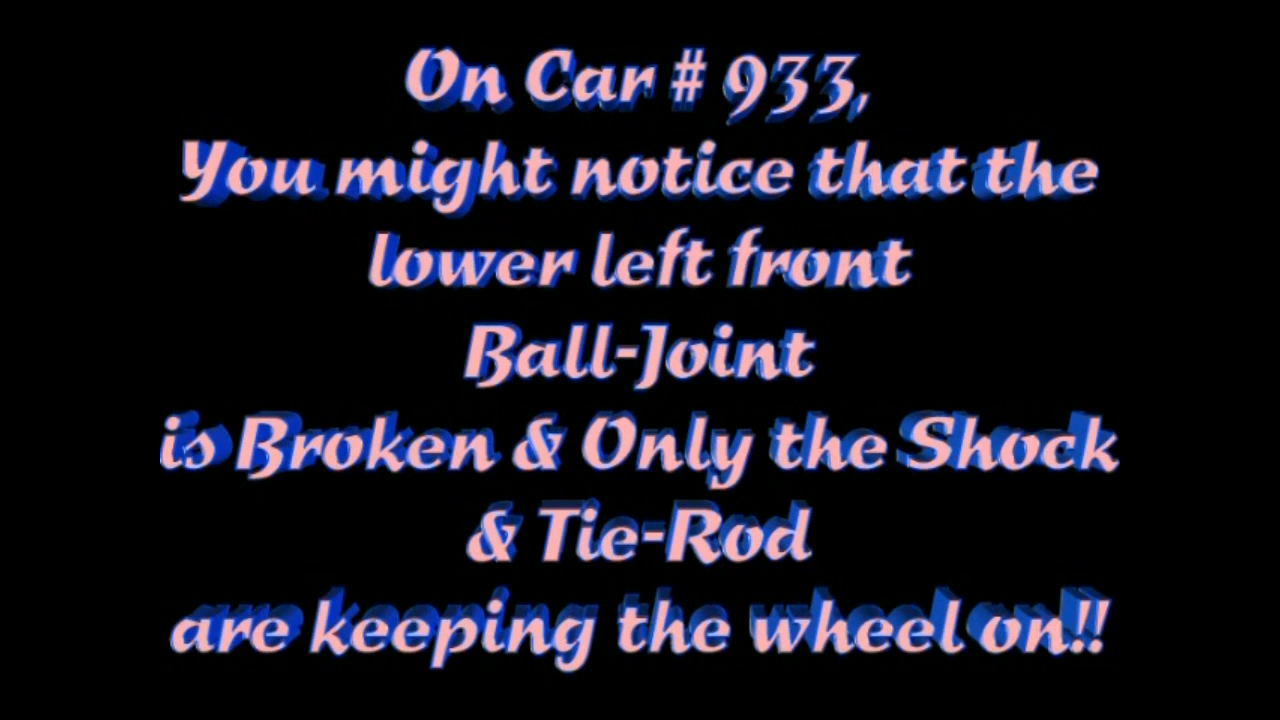 On Car # 933,
You might notice that the
lower left front
Ball-Joint
is Broken & Only the Shock
& Tie-Rod
are keeping the wheel on!!